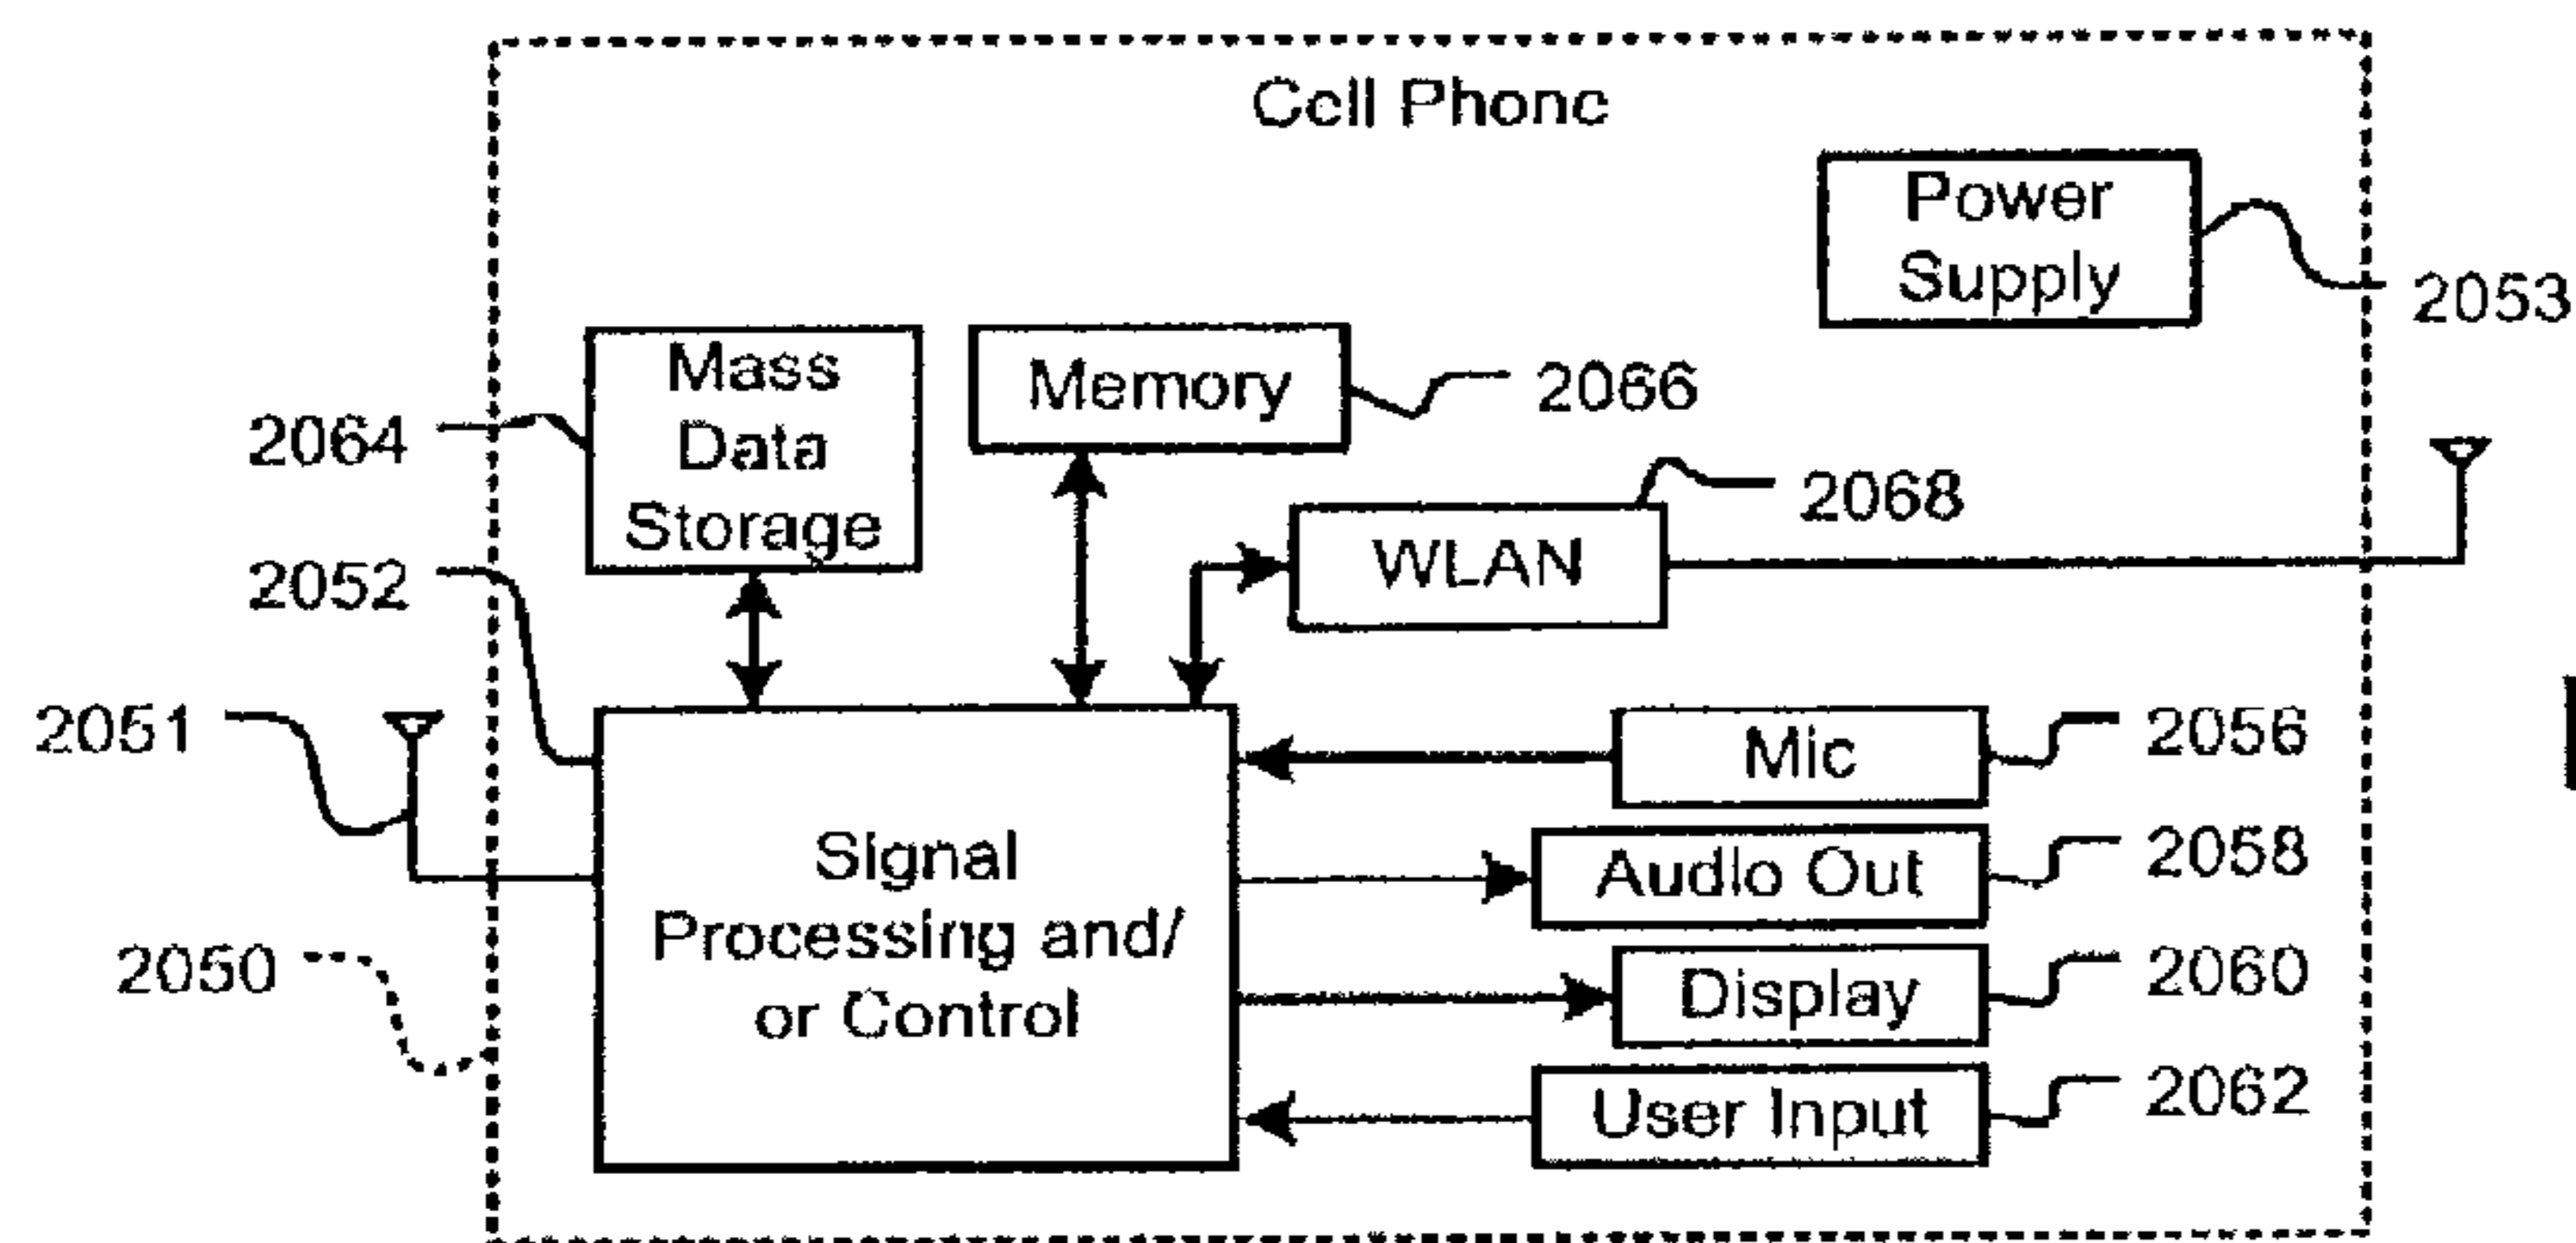 Cell Phone
Power
Supply
2053
Mass
Data
Storage
2064
Memory
2066
WLAN
2068
2052
2051
Signal
Processing and/
or Control
2050
Mic
2056
Audio Out
2058
Display
2060
User Input
2062